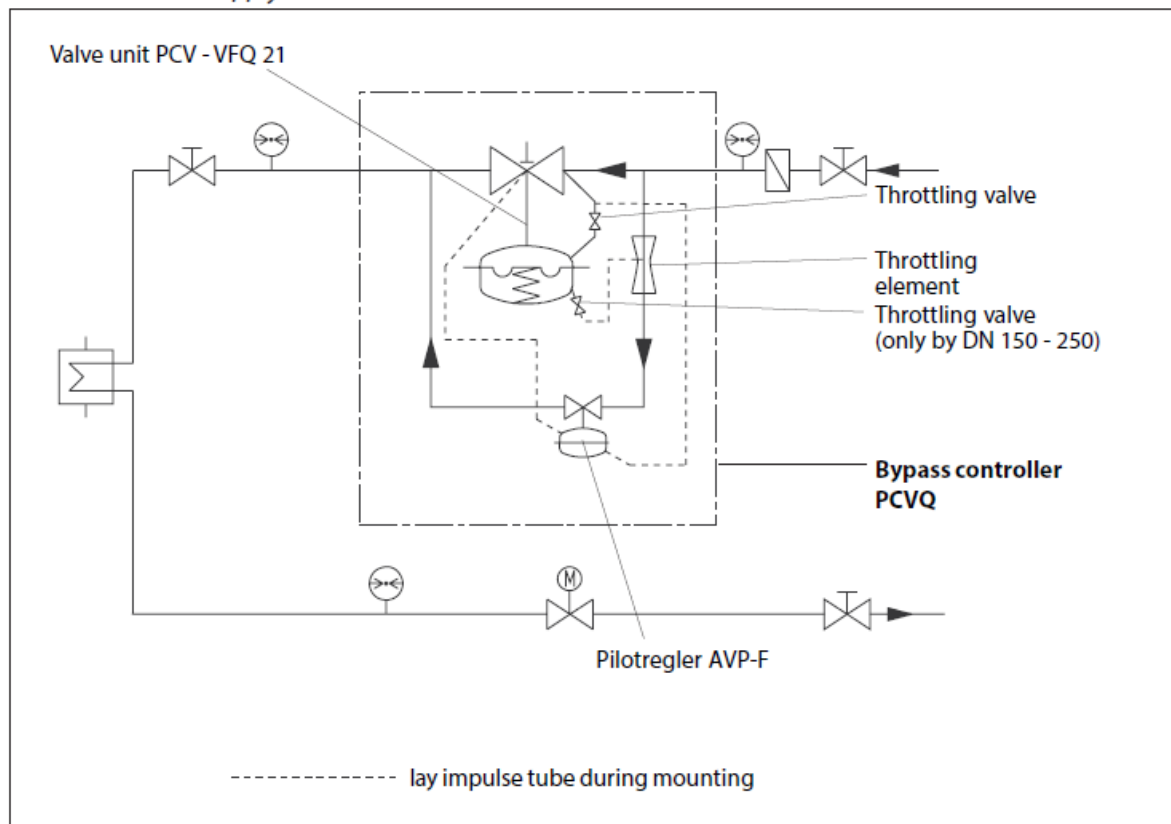 Valve unit PCV - VFQ 21
Throttling valve
Throttling
element
Throttling valve
(only by DN 150 - 250)
Bypass controller
PCVQ
M
Pilotregler AVP-F
lay impulse tube during mounting